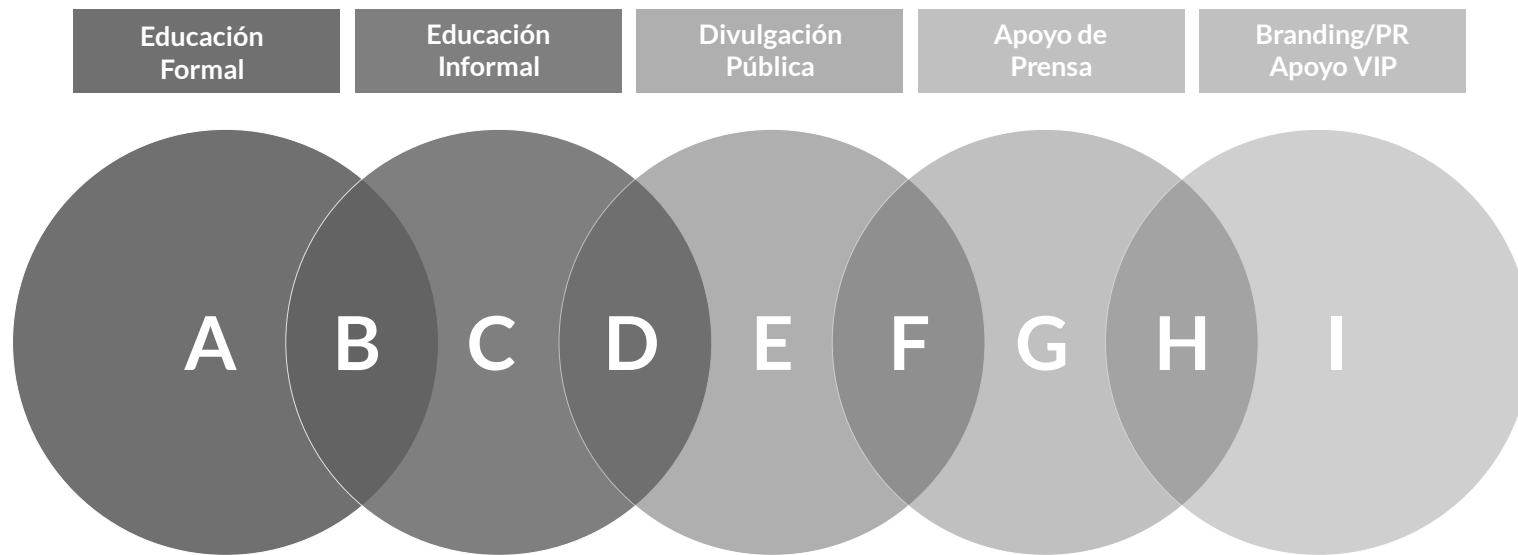 Educación
Formal
Educación
Informal
Divulgación
Pública
Apoyo de
Prensa
Branding/PR
Apoyo VIP
A B C D E F G H I